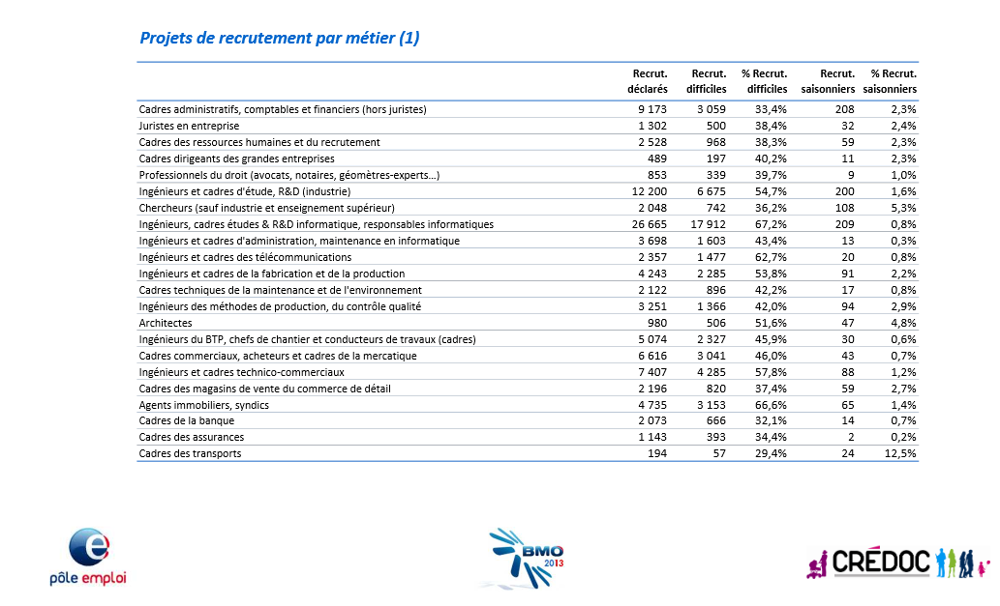 Projets de recrutement par métier (1)
Recrut. déclarés Recrut. difficiles % Recrut. difficiles Recrut. saisonniers % Recrut. saisonniers
Cadres administratifs, comptables et financiers (hors juristes) 9 173 3 059 33,4% 208 2,3%
Juristes en entreprise 1 302 500 38,4% 32 2,4%
Cadres des ressources humaines et du recrutement 2 528 968 38,3% 59 2,3%
Cadres dirigeants des grandes entreprises 489 197 40,2% 11 2,3%
Professionnels du droit (avocats, notaires, géomètres-experts…) 853 339 39,7% 9 1,0%
Ingénieurs et cadres d'étude, R&D (industrie) 12 200 6 675 54,7% 200 1,6%
Chercheurs (sauf industrie et enseignement supérieur) 2 048 742 36,2% 108 5,3%
Ingénieurs, cadres études & R&D informatique, responsables informatiques 26 665 17 912 67,2% 209 0,8%
Ingénieurs et cadres d'administration, maintenance en informatique 3 698 1 603 43,4% 13 0,3%
Ingénieurs et cadres des télécommunications 2 357 1 477 62,7% 20 0,8%
Ingénieurs et cadres de la fabrication et de la production 4 243 2 285 53,8% 91 2,2%
Cadres techniques de la maintenance et de l'environnement 2 122 896 42,2% 17 0,8%
Ingénieurs des méthodes de production, du contrôle qualité 3 251 1 366 42,0% 94 2,9%
Architectes 980 506 51,6% 47 4,8%
Ingénieurs du BTP, chefs de chantier et conducteurs de travaux (cadres) 5 074 2 327 45,9% 30 0,6%
Cadres commerciaux, acheteurs et cadres de la mercatique 6 616 3 041 46,0% 43 0,7%
Ingénieurs et cadres technico-commerciaux 7 407 4 285 57,8% 88 1,2%
Cadres des magasins de vente du commerce de détail 2 196 820 37,4% 59 2,7%
Agents immobiliers, syndics 4 735 3 153 66,6% 65 1,4%
Cadres de la banque 2 073 666 32,1% 14 0,7%
Cadres des assurances 1 143 393 34,4% 2 0,2%
Cadres des transports 194 57 29,4% 24 12,5%
pôle emploi
BMO
2013
CRÉDOC